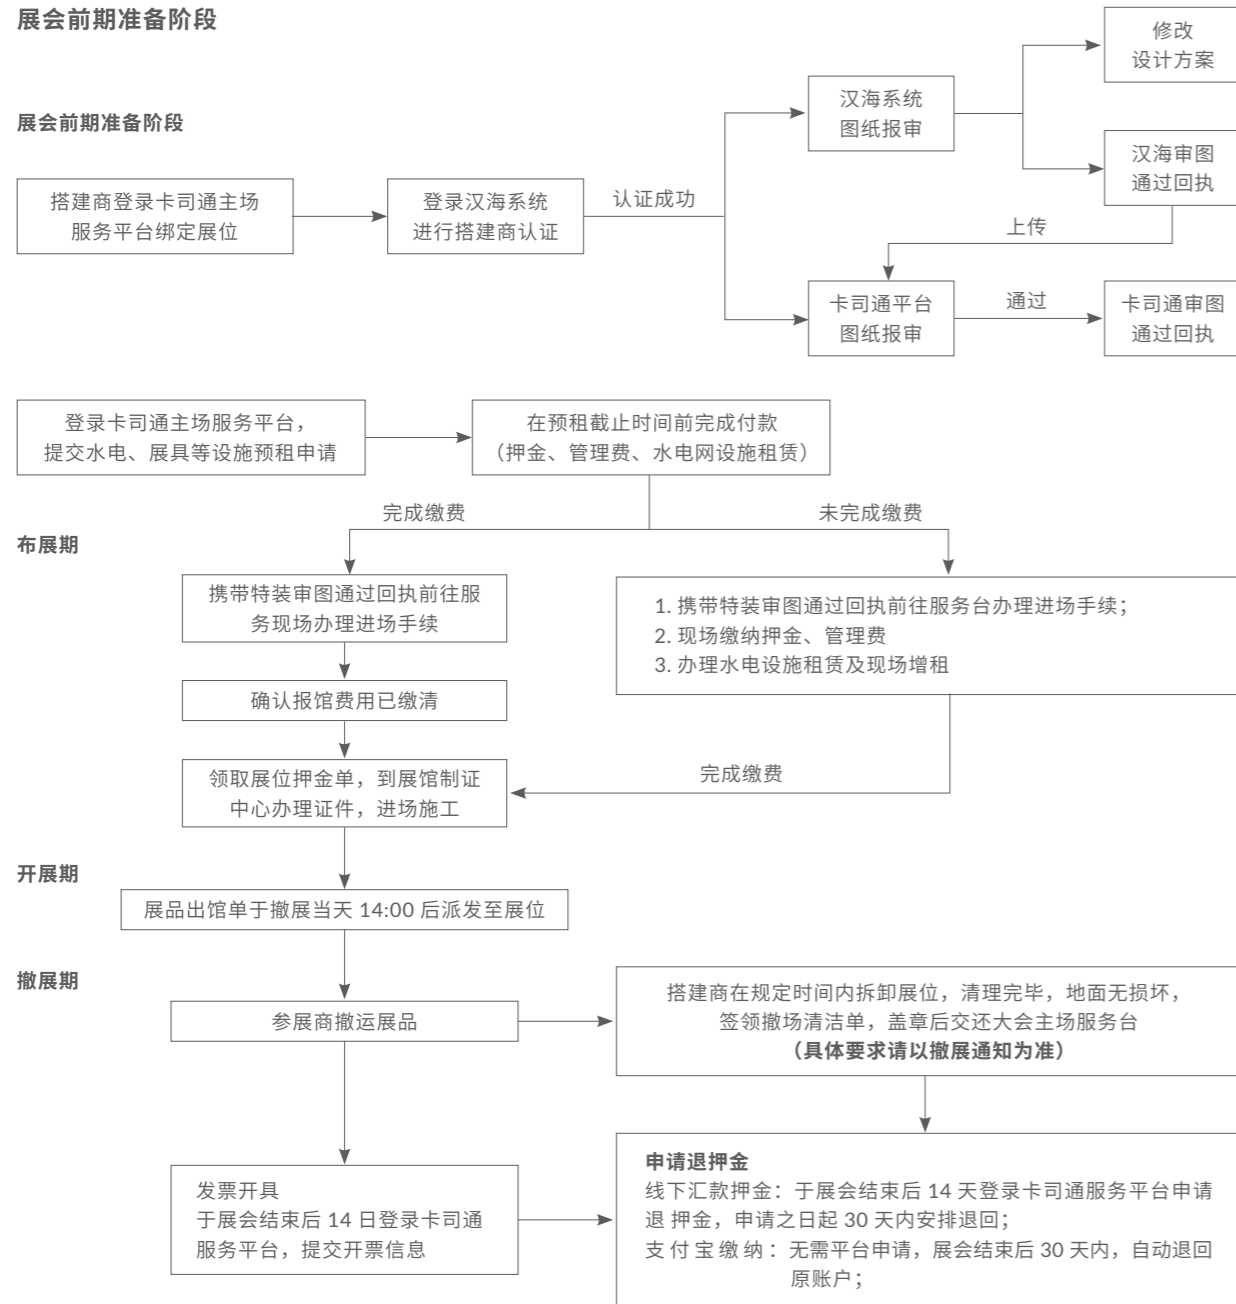 展会前期准备阶段
展会前期准备阶段
修改
设计方案
汉海系统
图纸报审
汉海审图
通过回执
搭建商登录卡司通主场
服务平台绑定展位
登录汉海系统
进行搭建商认证
认证成功
上传
卡司通平台
图纸报审
通过
卡司通审图
通过回执
登录卡司通主场服务平台，
提交水电、展具等设施预租申请
在预租截止时间前完成付款
（押金、管理费、水电网设施租赁）
完成缴费
未完成缴费
布展期
携带特装审图通过回执前往服
务现场办理进场手续
1. 携带特装审图通过回执前往服务台办理进场手续；
2. 现场缴纳押金、管理费
3. 办理水电设施租赁及现场增租
确认报馆费用已缴清
领取展位押金单，到展馆制证
中心办理证件，进场施工
完成缴费
开展期
展品出馆单于撤展当天 14:00 后派发至展位
撤展期
参展商撤运展品
搭建商在规定时间内拆卸展位，清理完毕，地面无损坏，
签领撤场清洁单，盖章后交还大会主场服务台
（具体要求请以撤展通知为准）
发票开具
于展会结束后 14 日登录卡司通
服务平台，提交开票信息
申请退押金
线下汇款押金：于展会结束后 14 天登录卡司通服务平台申请
退 押金，申请之日起 30 天内安排退回；
支 付 宝 缴 纳 ：无需平台申请，展会结束后 30 天内，自动退回
原账户；